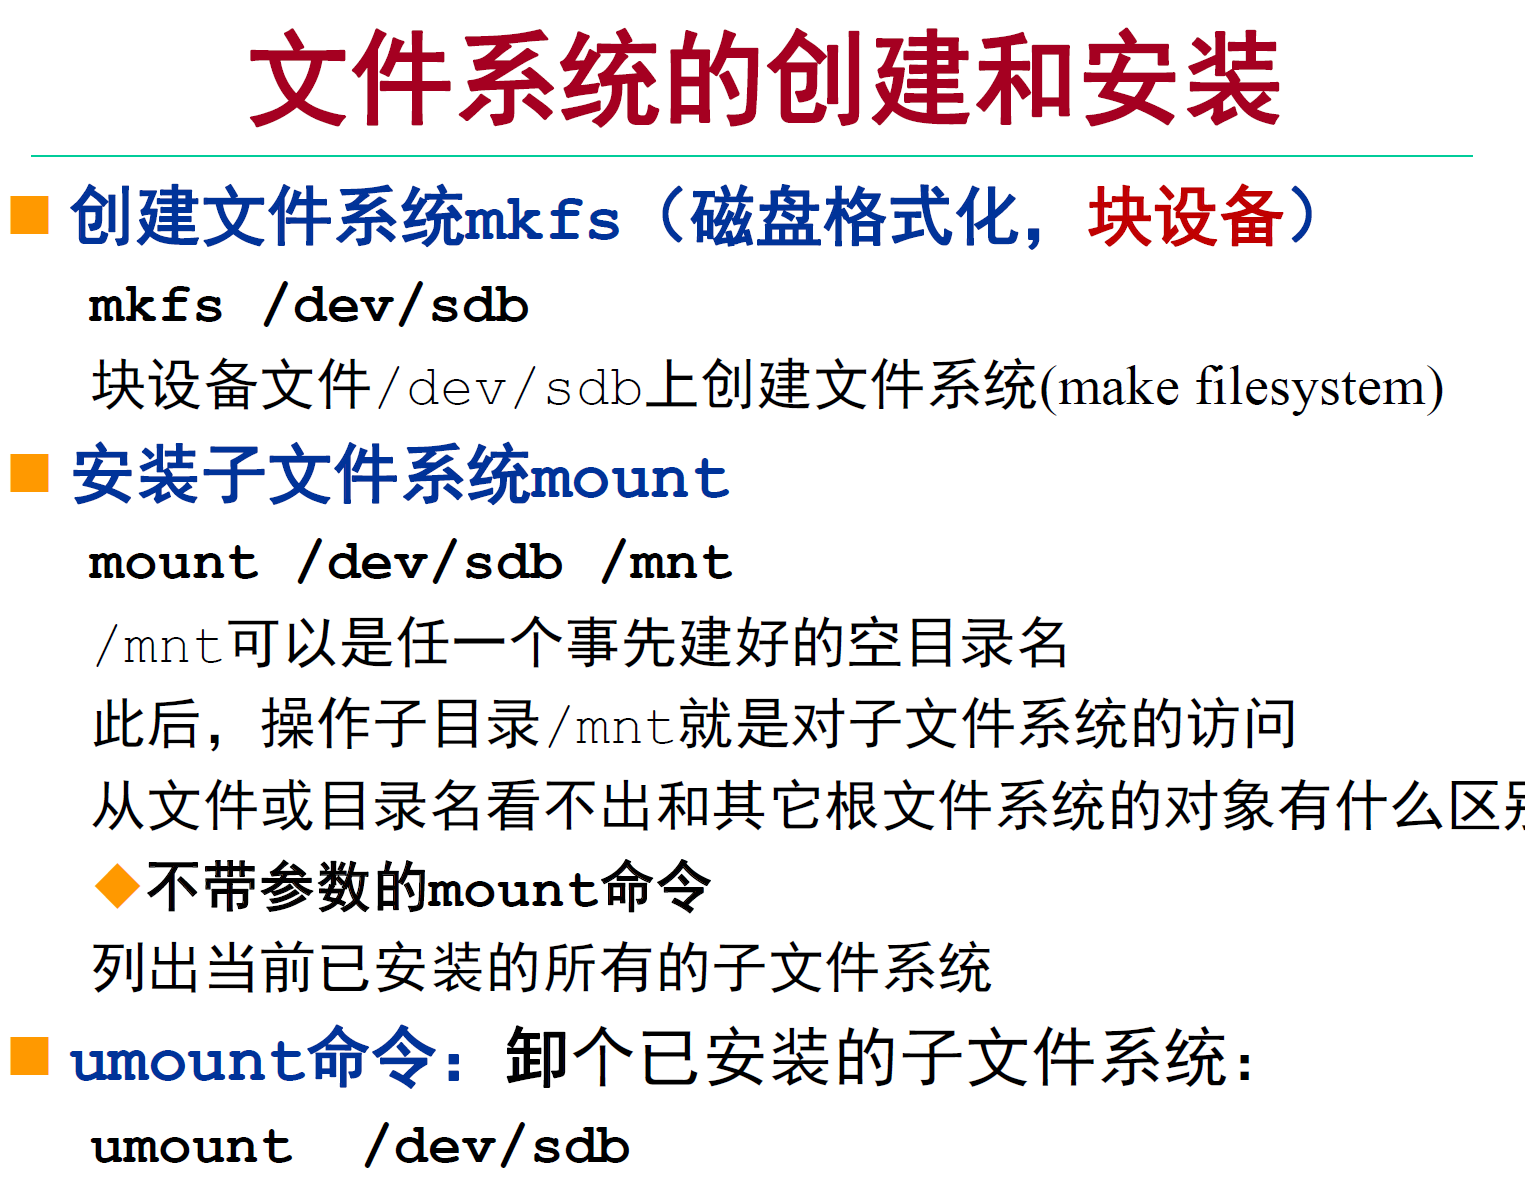 文件系统的创建和安装
创建文件系统mkfs（磁盘格式化，块设备）
mkfs /dev/sdb
块设备文件/dev/sdb上创建文件系统(make filesystem)
安装子文件系统mount
mount /dev/sdb /mnt
/mnt可以是任一个事先建好的空目录名
此后，操作子目录/mnt就是对子文件系统的访问
从文件或目录名看不出和其它根文件系统的对象有什么区别
不带参数的mount命令
列出当前已安装的所有的子文件系统
umount命令：卸个已安装的子文件系统：
umount /dev/sdb